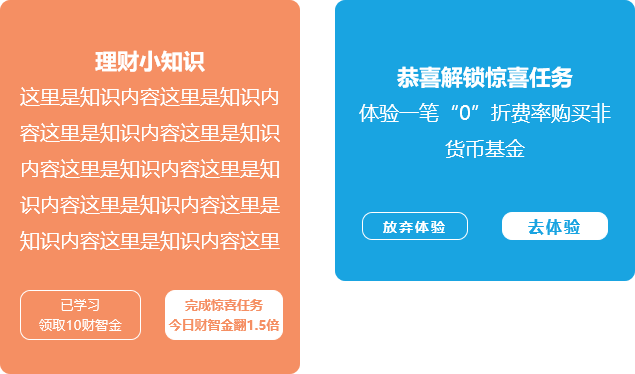 理财小知识
这里是知识内容这里是知识内
容这里是知识内容这里是知识
内容这里是知识内容这里是知
识内容这里是知识内容这里是
知识内容这里是知识内容这里
已学习
领取10财智金
完成惊喜任务
今日财智金翻1.5倍
恭喜解锁惊喜任务
体验一笔“0”折费率购买非
货币基金
放弃体验
去体验